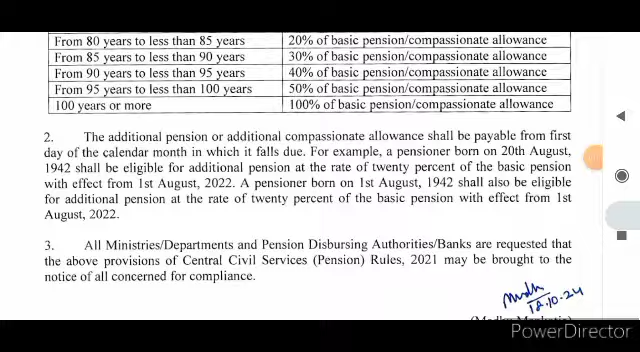 From 80 years to less than 85 years 20% of basic pension/compassionate allowance
From 85 years to less than 90 years 30% of basic pension/compassionate allowance
From 90 years to less than 95 years 40% of basic pension/compassionate allowance
From 95 years to less than 100 years 50% of basic pension/compassionate allowance
100 years or more 100% of basic pension/compassionate allowance
2. The additional pension or additional compassionate allowance shall be payable from first
day of the calendar month in which it falls due. For example, a pensioner born on 20th August,
1942 shall be eligible for additional pension at the rate of twenty percent of the basic pension
with effect from 1st August, 2022. A pensioner born on 1st August, 1942 shall also be eligible
for additional pension at the rate of twenty percent of the basic pension with effect from 1st
August, 2022.
3. All Ministries/Departments and Pension Disbursing Authorities/Banks are requested that
the above provisions of Central Civil Services (Pension) Rules, 2021 may be brought to the
notice of all concerned for compliance.
18.10.24
PowerDirector